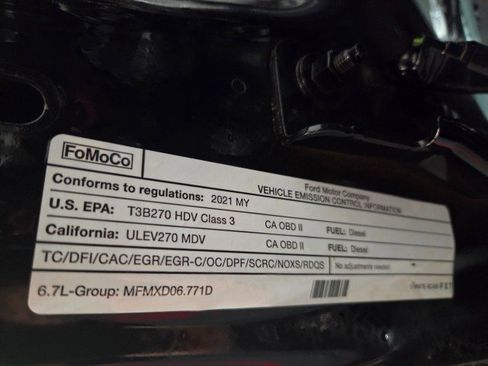 FoMoCo
Ford Motor Company
VEHICLE EMISSION CONTROL INFORMATION
Conforms to regulations: 2021 MY
U.S. EPA: T3B270 HDV Class 3 CA OBD II FUEL: Diesel
California: ULEV270 MDV CA OBD II FUEL: Diesel
TC/DFI/CAC/EGR/EGR-C/OC/DPF/SCRC/NOXS/RDQS No adjustments needed.
6.7L-Group: MFMXD06.771D